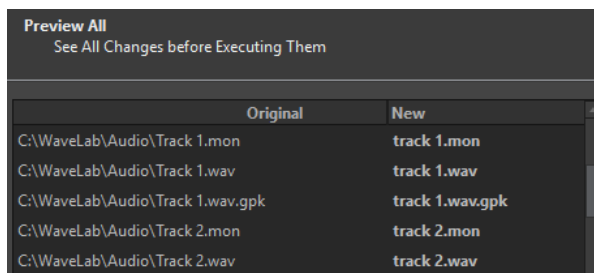 Preview All
See All Changes before Executing Them
Original New
C:\WaveLab\Audio\Track 1.mon track 1.mon
C:\WaveLab\Audio\Track 1.wav track 1.wav
C:\WaveLab\Audio\Track 1.wav.gpk track 1.wav.gpk
C:\WaveLab\Audio\Track 2.mon track 2.mon
C:\WaveLab\Audio\Track 2.wav track 2.wav